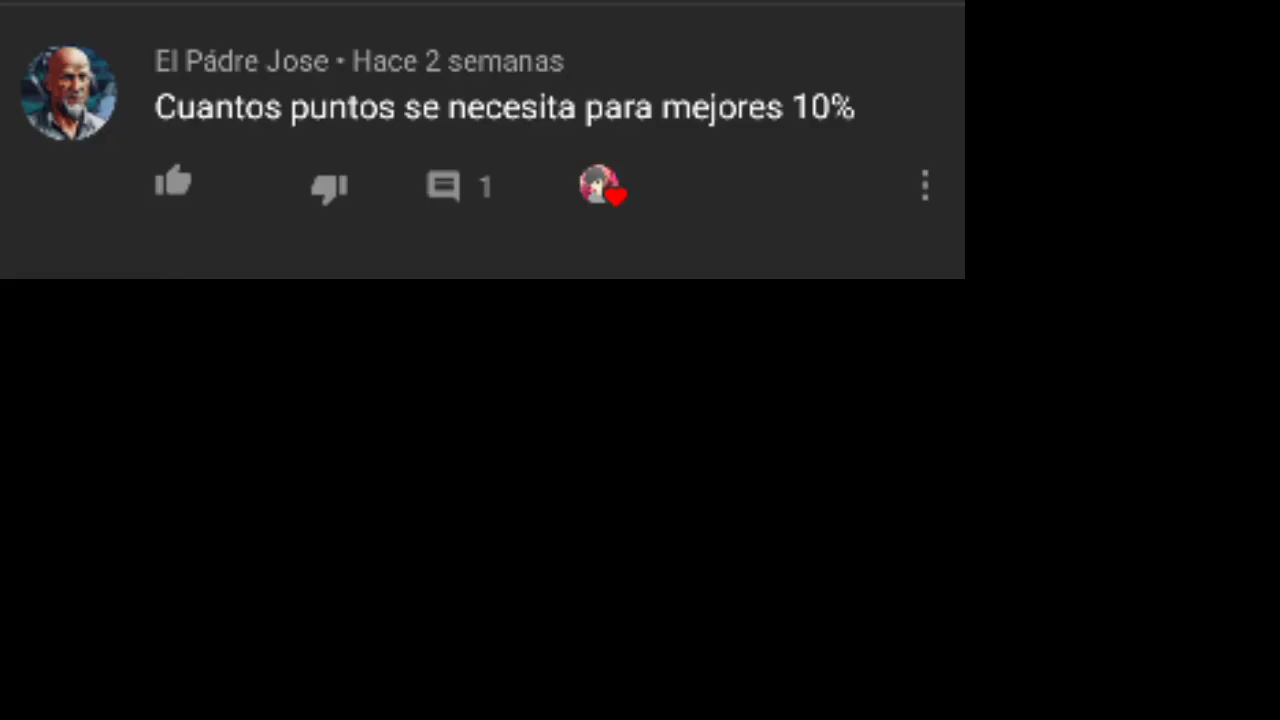 El Pádre Jose • Hace 2 semanas
Cuantos puntos se necesita para mejores 10%
1